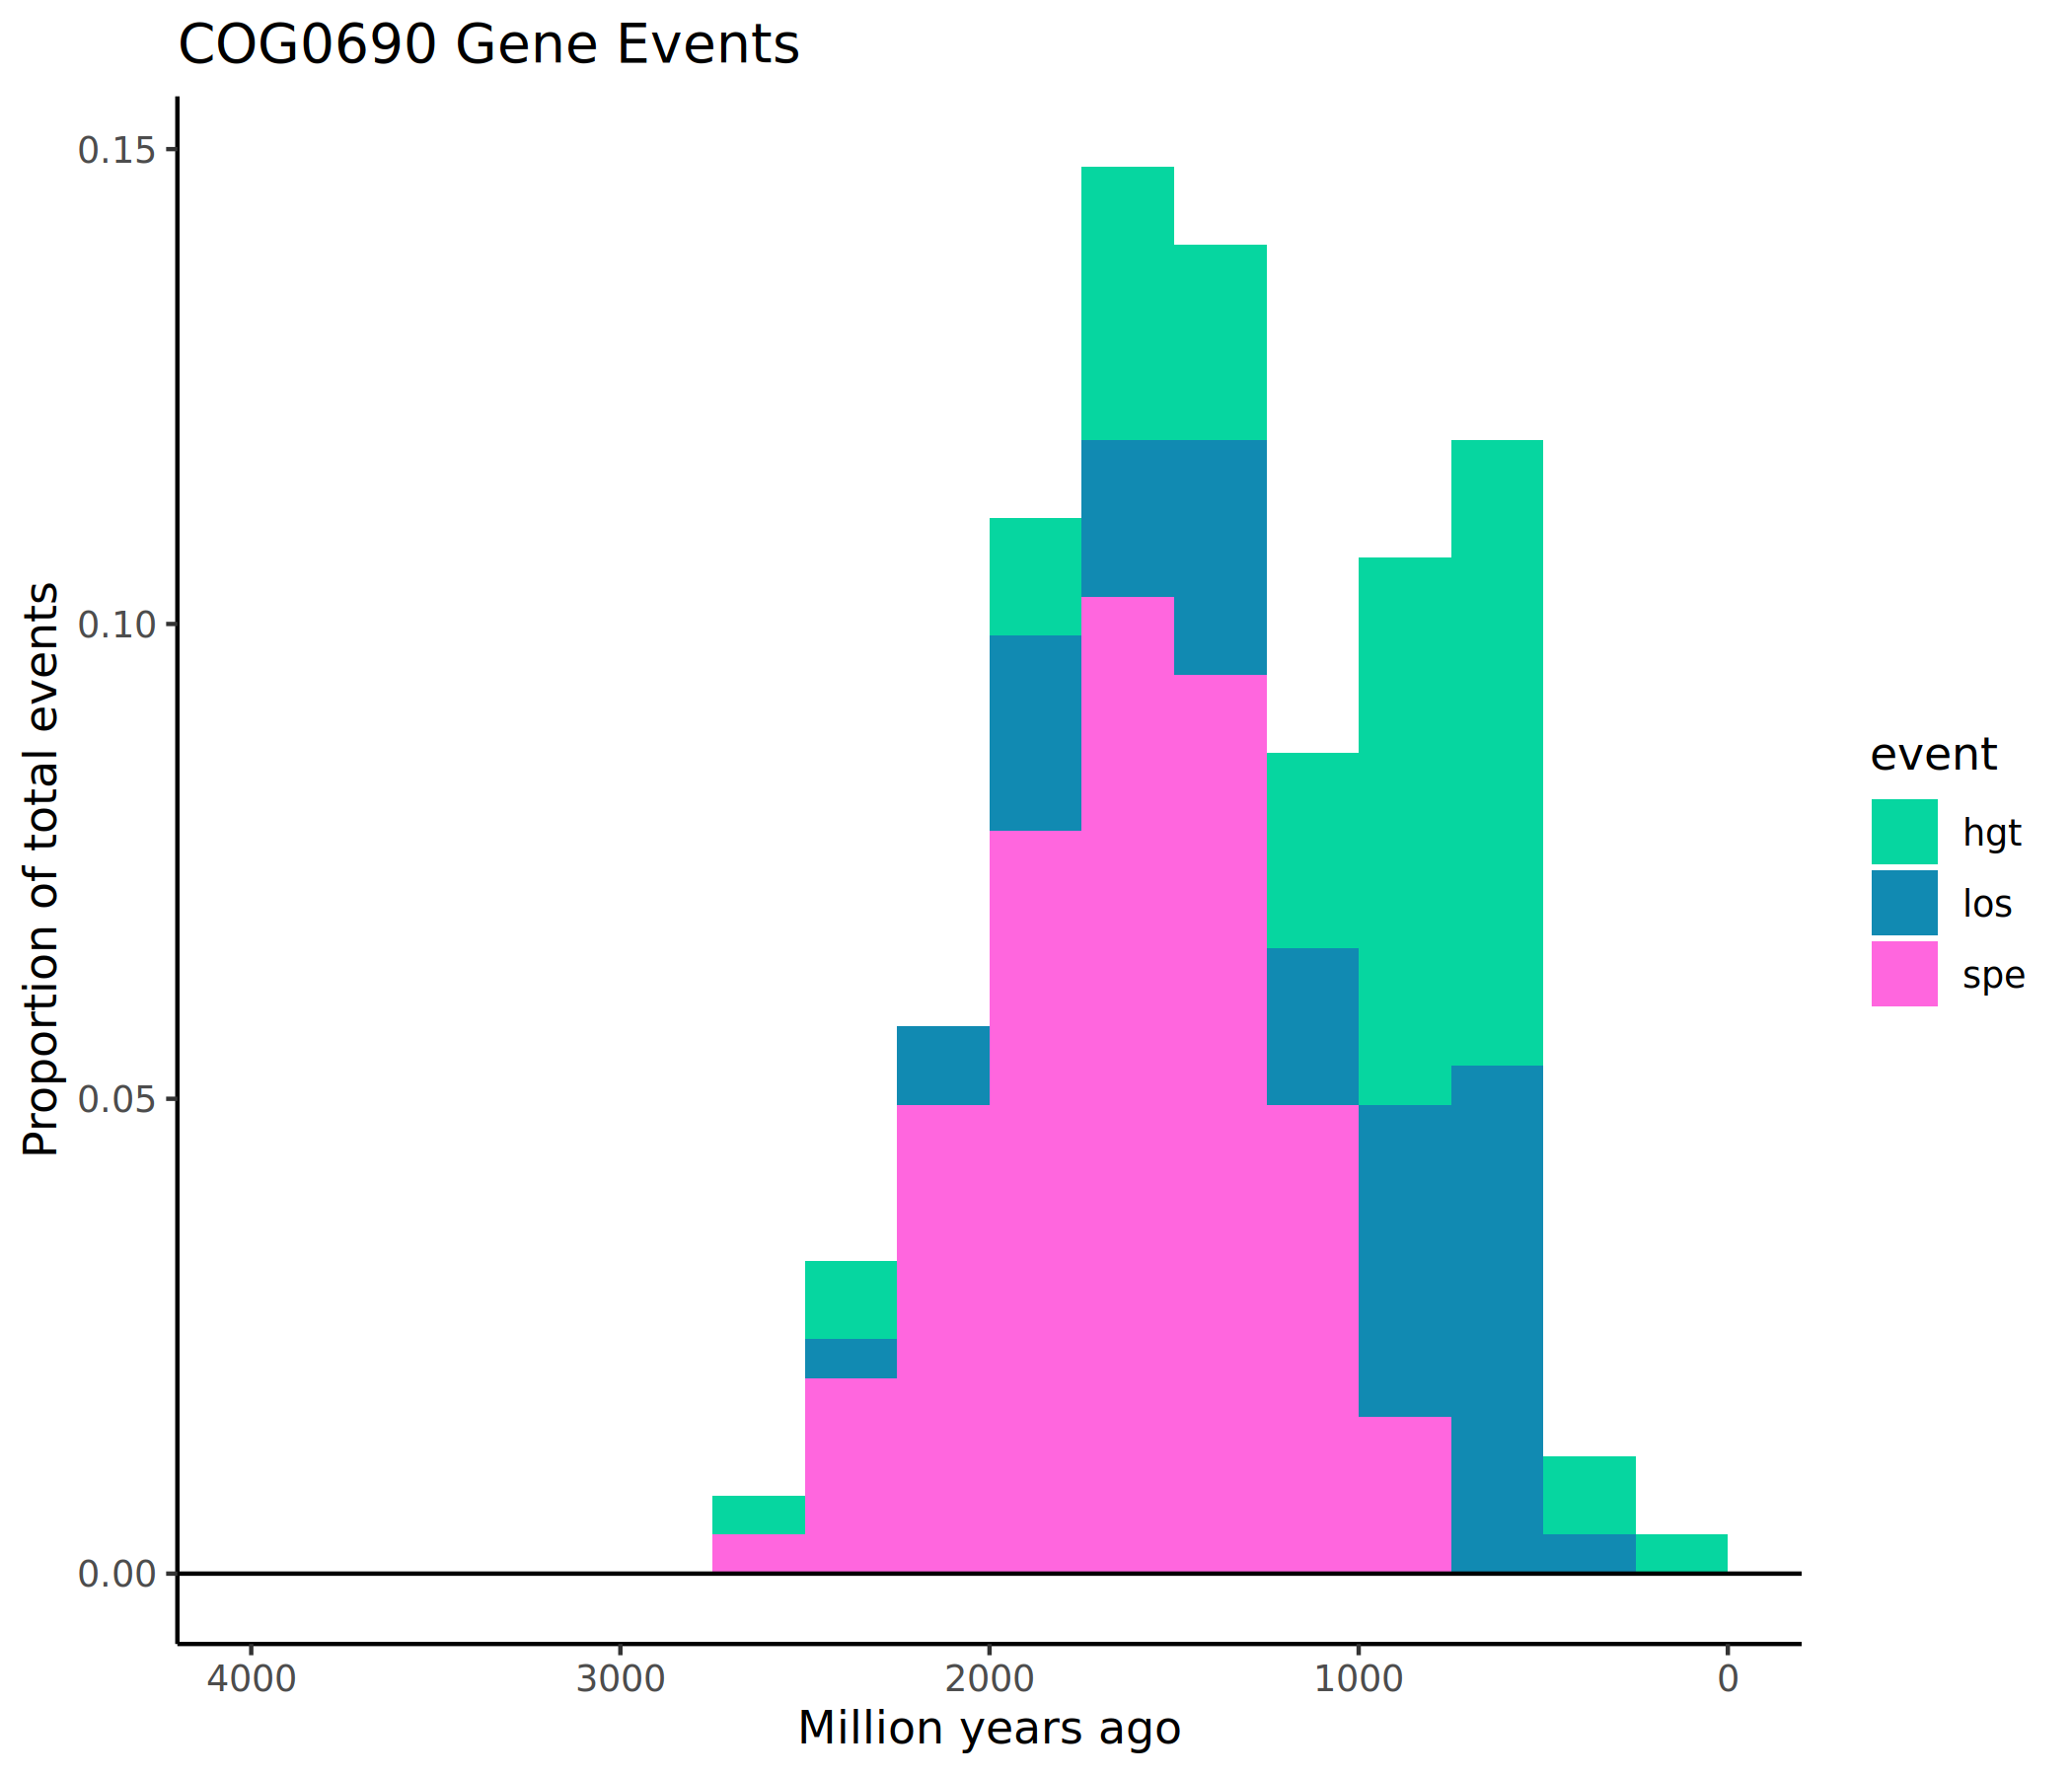 COG0690 Gene Events
0.15
0.10
0.05
0.00
Proportion of total events
4000 3000 2000 1000 0
Million years ago
event
hgt
los
spe